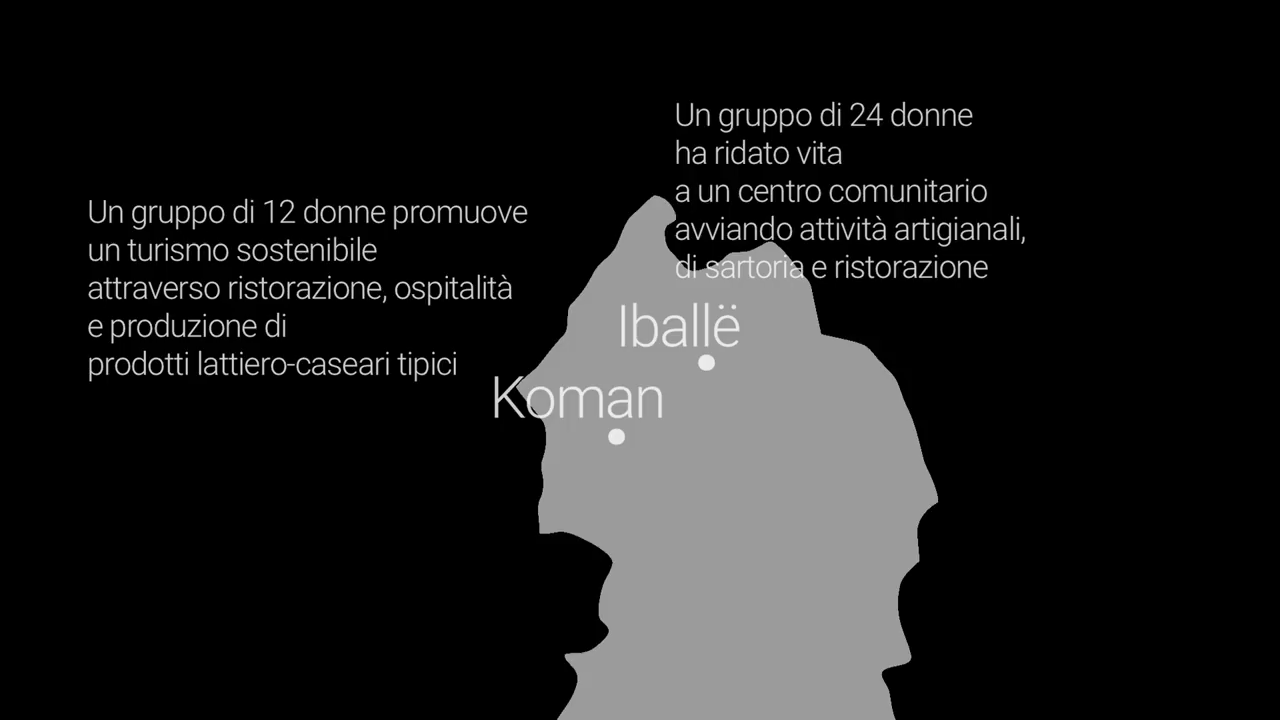 Un gruppo di 24 donne
ha ridato vita
a un centro comunitario
avviando attività artigianali,
di sartoria e ristorazione
Un gruppo di 12 donne promuove
un turismo sostenibile
attraverso ristorazione, ospitalità
e produzione di
prodotti lattiero-caseari tipici
Iballë
Koman